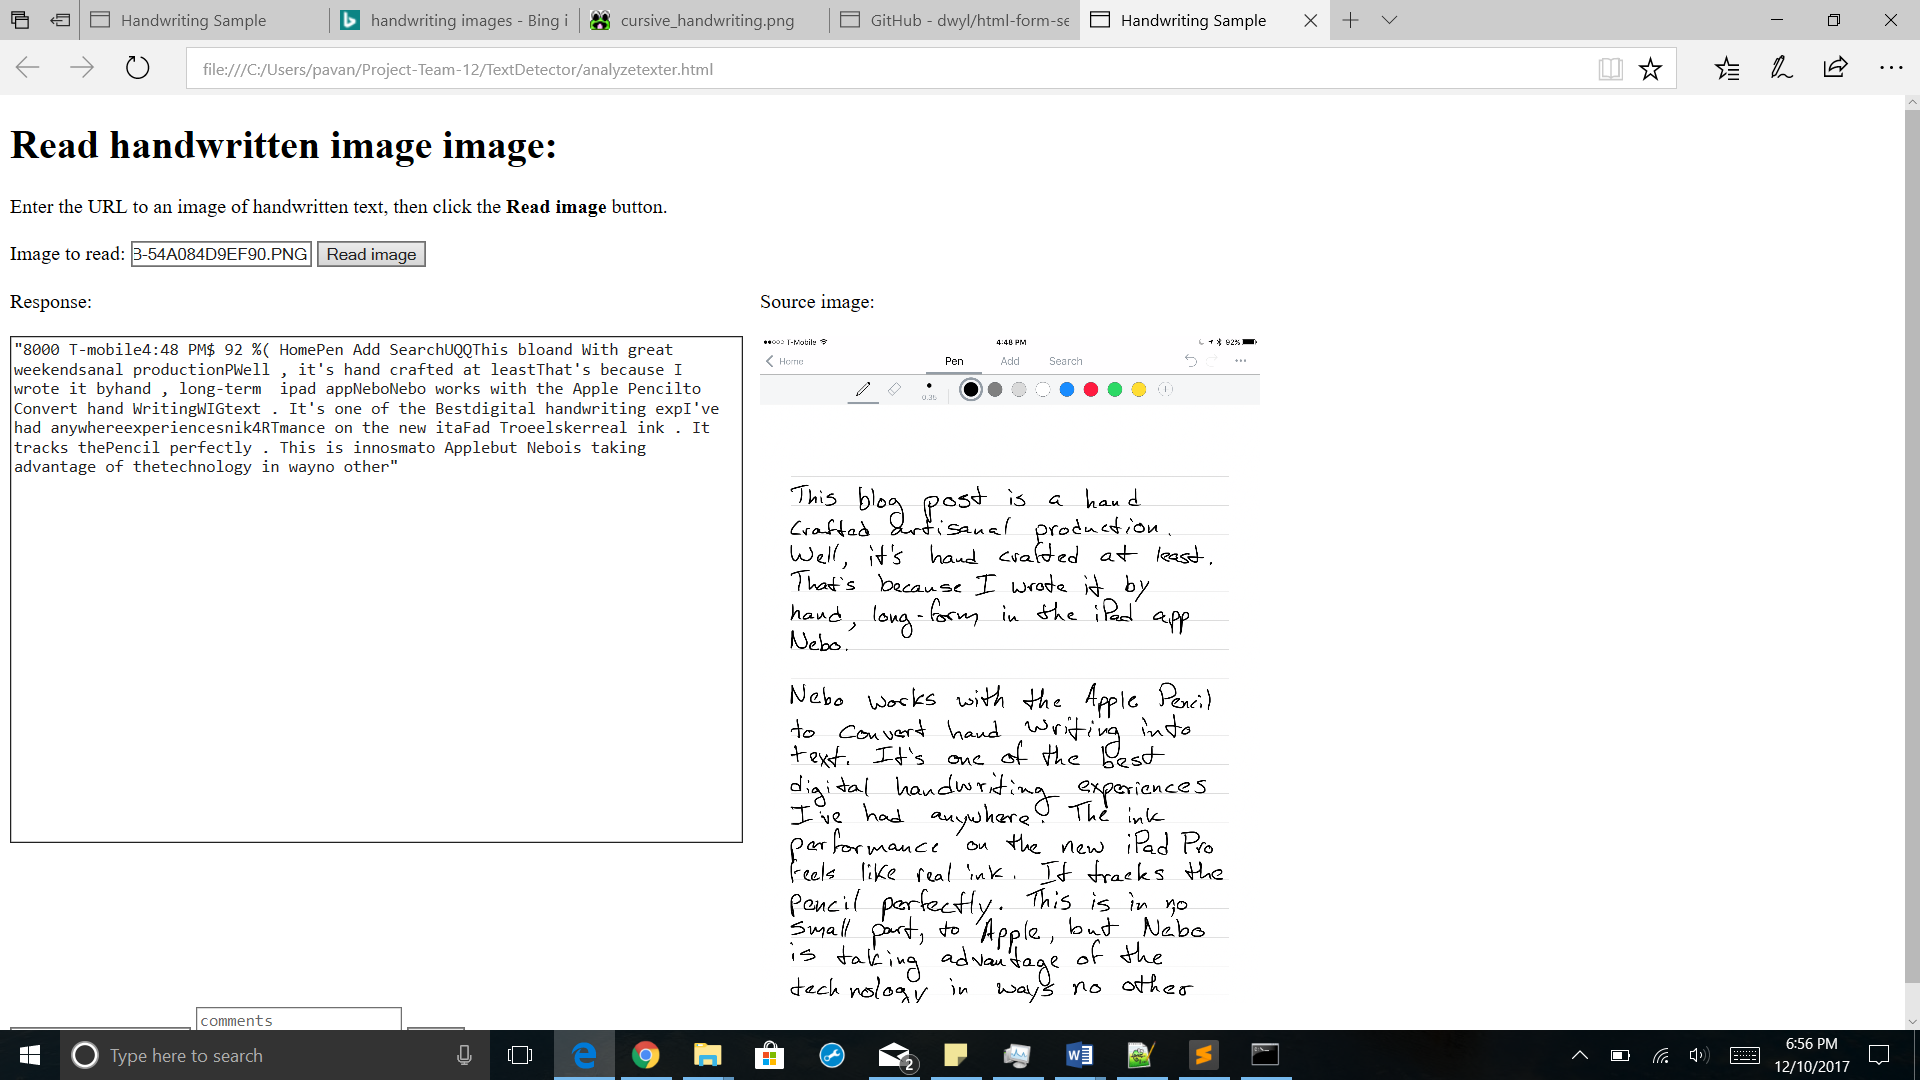 Handwriting Sample
handwriting images - Bing i
cursive_handwriting.png
GitHub - dwyl/html-form-se
Handwriting Sample
file:///C:/Users/pavan/Project-Team-12/TextDetector/analyzetexter.html
Read handwritten image image:
Enter the URL to an image of handwritten text, then click the Read image button.
Image to read: 3-54A084D9EF90.PNG Read image
Response:
"8000 T-mobile4:48 PM$ 92 %( HomePen Add SearchUQQThis bloand With great
weekendsanal productionPWell , it's hand crafted at leastThat's because I
wrote it byhand , long-term  ipad appNeboNebo works with the Apple Pencilto
Convert hand WritingWIGtext . It's one of the Bestdigital handwriting expI've
had anywhereexperiencesnik4RTmance on the new itaFad Troeelskerreal ink . It
tracks thePencil perfectly . This is innosmato Applebut Nebois taking
advantage of thetechnology in wayno other"
comments
Source image:
T-Mobile 4:48 PM 92%
Home Pen Add Search
0.35
This blog post is a hand
crafted artisanal production.
Well, it's hand crafted at least.
That's because I wrote it by
hand, long-form in the iPad app
Nebo.
Nebo works with the Apple Pencil
to convert hand writing into
text. It's one of the best
digital handwriting experiences
I've had anywhere. The ink
performance on the new iPad Pro
feels like real ink. It tracks the
pencil perfectly. This is in no
small part, to Apple, but Nebo
is taking advantage of the
technology in ways no other
Type here to search
2
6:56 PM
12/10/2017